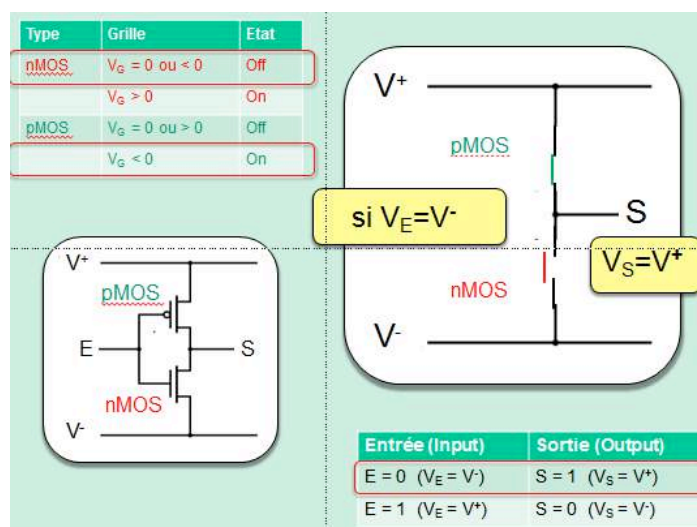 Type Grille Etat
nMOS V_G = 0 ou < 0 Off
V_G > 0 On
pMOS V_G = 0 ou > 0 Off
V_G < 0 On
V⁺
pMOS
si V_E=V⁻
S
V_S=V⁺
nMOS
V⁻
V⁺
pMOS
E
S
nMOS
V⁻
Entrée (Input) Sortie (Output)
E = 0 (V_E = V⁻) S = 1 (V_S = V⁺)
E = 1 (V_E = V⁺) S = 0 (V_S = V⁻)